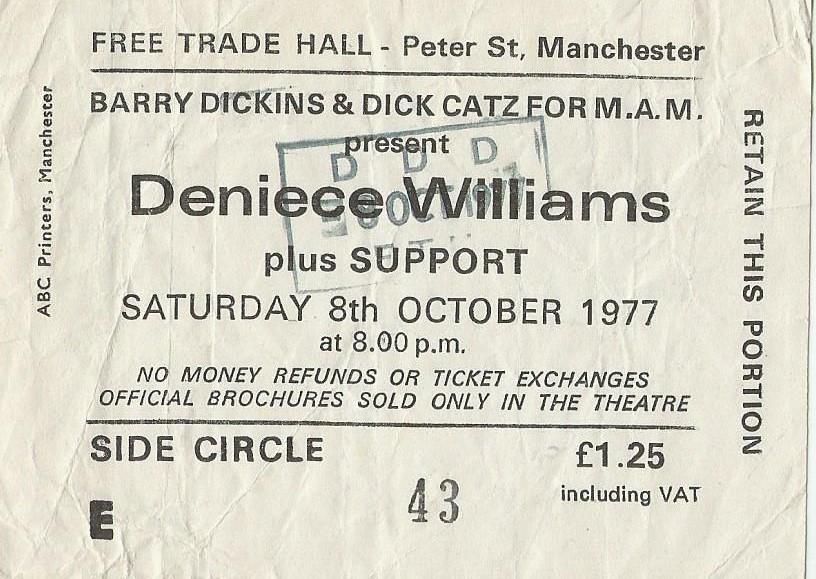 FREE TRADE HALL - Peter St, Manchester
BARRY DICKINS & DICK CATZ FOR M.A.M.
present
Deniece Williams
plus SUPPORT
SATURDAY 8th OCTOBER 1977
at 8.00 p.m.
NO MONEY REFUNDS OR TICKET EXCHANGES
OFFICIAL BROCHURES SOLD ONLY IN THE THEATRE
SIDE CIRCLE
£1.25
including VAT
E
43
ABC Printers, Manchester
RETAIN THIS PORTION
D D D
OCT